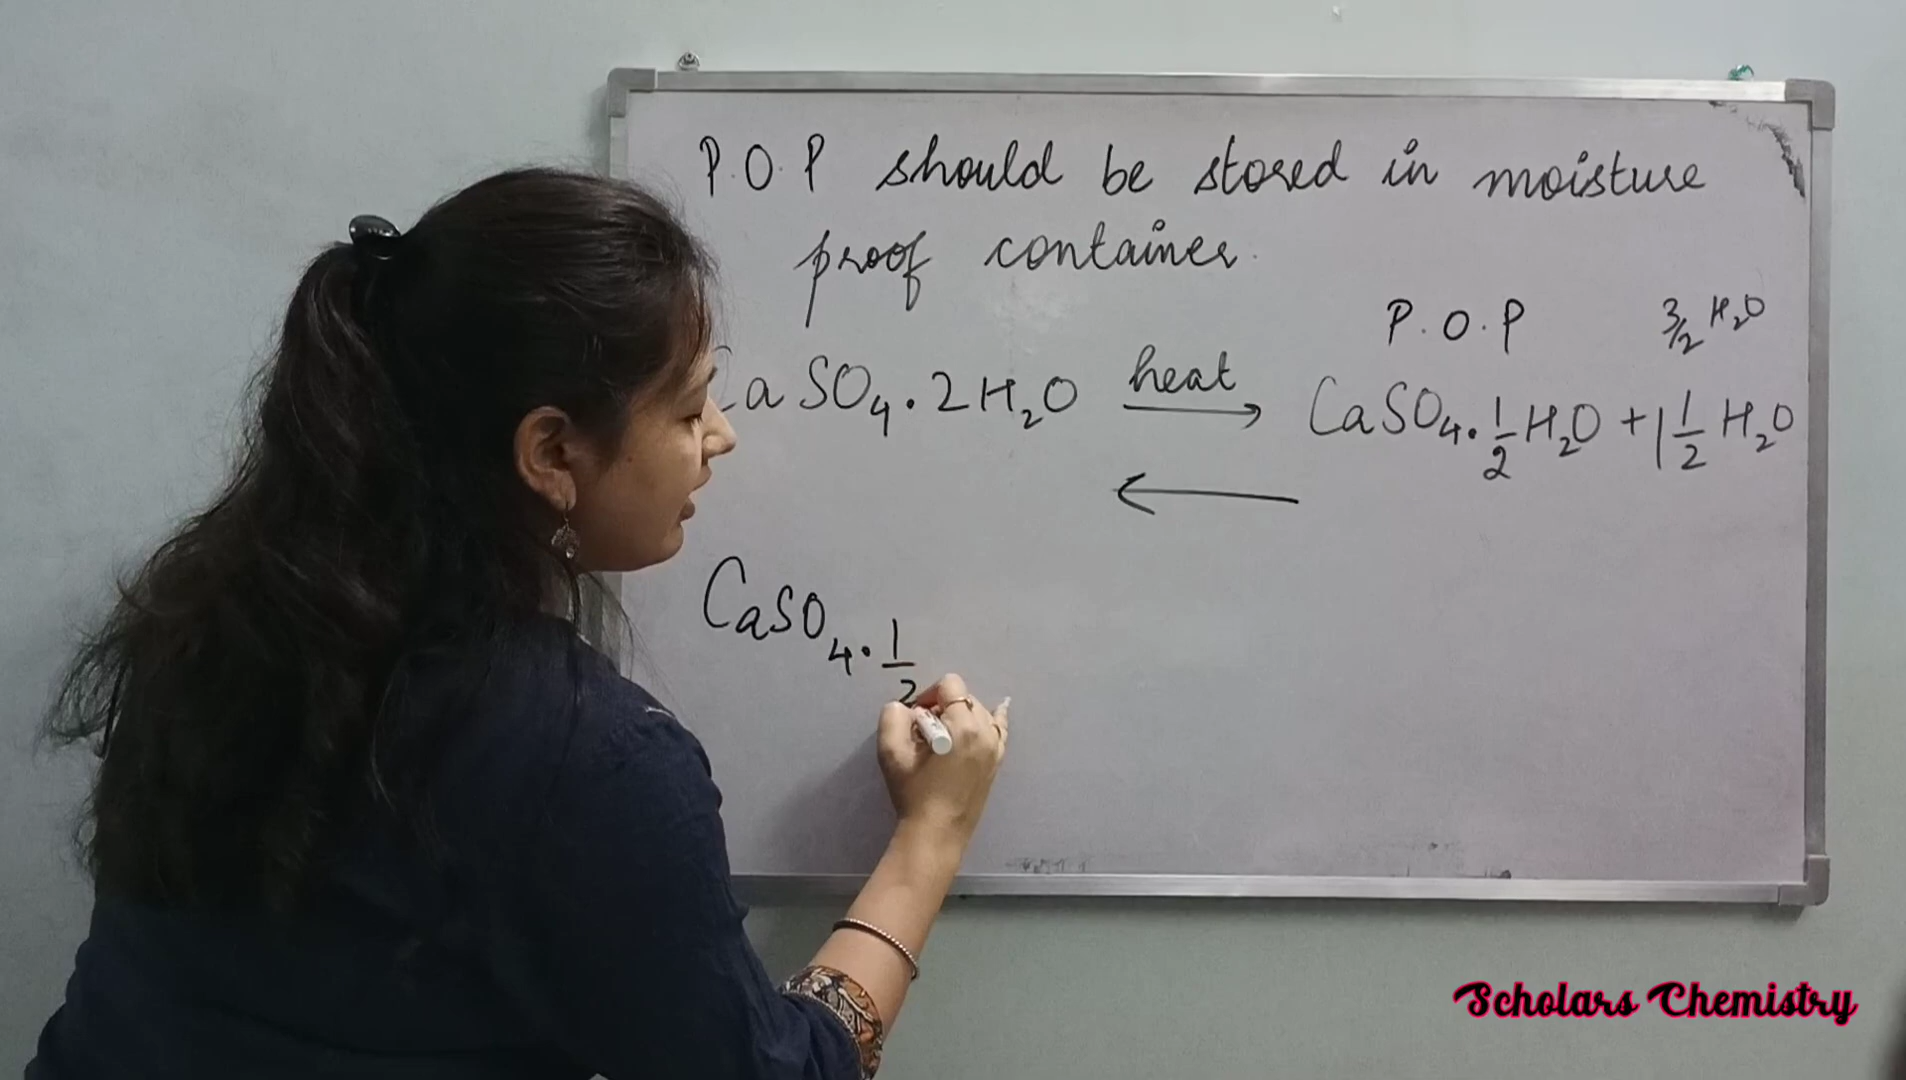 P.O.P should be stored in moisture
proof container.
P.O.P 3/2 H₂O
CaSO₄.2H₂O heat→ CaSO₄.1/2H₂O + 1 1/2 H₂O
←
CaSO₄.1/2
Scholars Chemistry